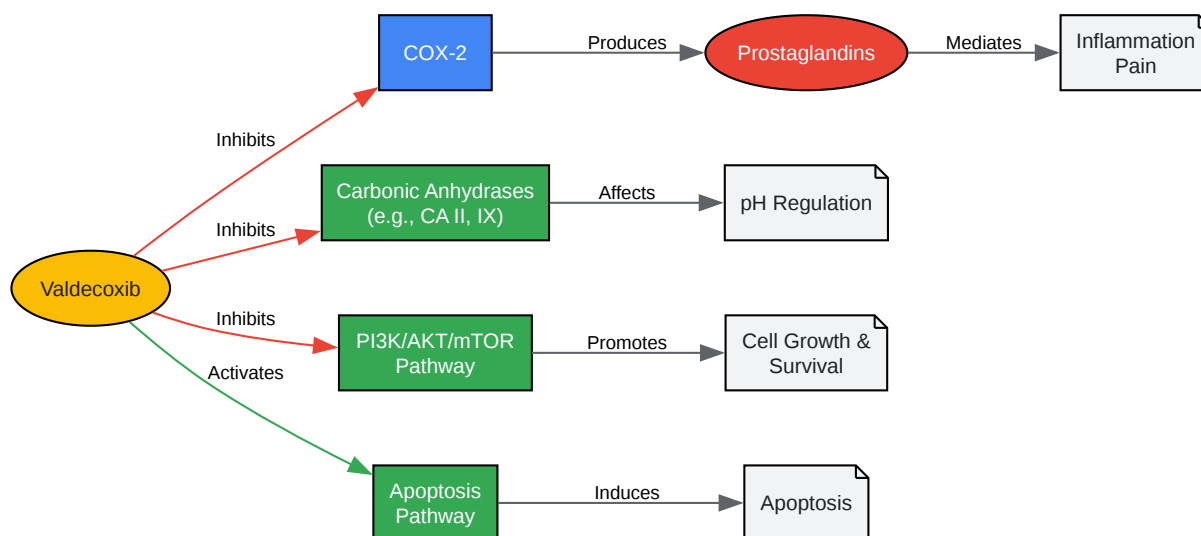 COX-2
Produces
Prostaglandins
Mediates
Inflammation
Pain
Inhibits
Carbonic Anhydrases
(e.g., CA II, IX)
Affects
pH Regulation
Inhibits
Valdecoxib
Inhibits
PI3K/AKT/mTOR
Pathway
Promotes
Cell Growth &
Survival
Activates
Apoptosis
Pathway
Induces
Apoptosis